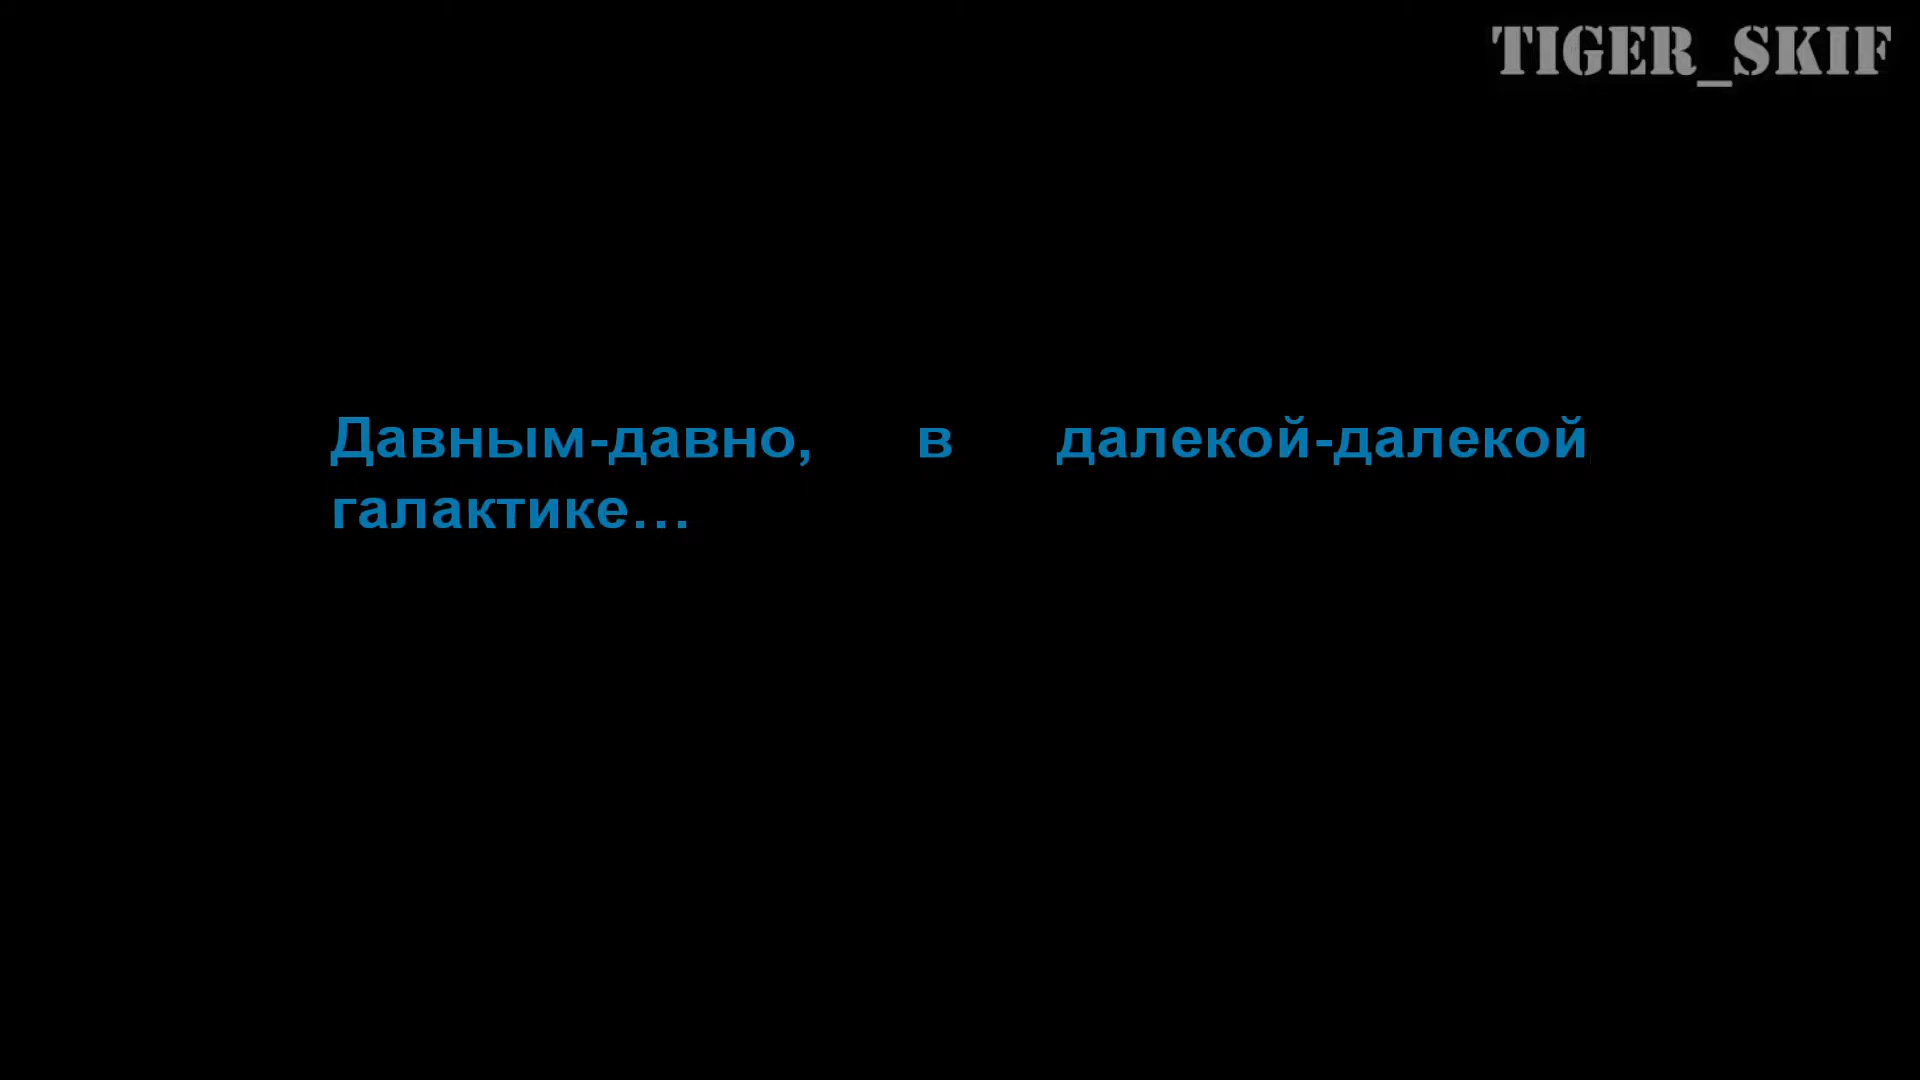 TIGER_SKIF
Давным-давно, в далекой-далекой
галактике…